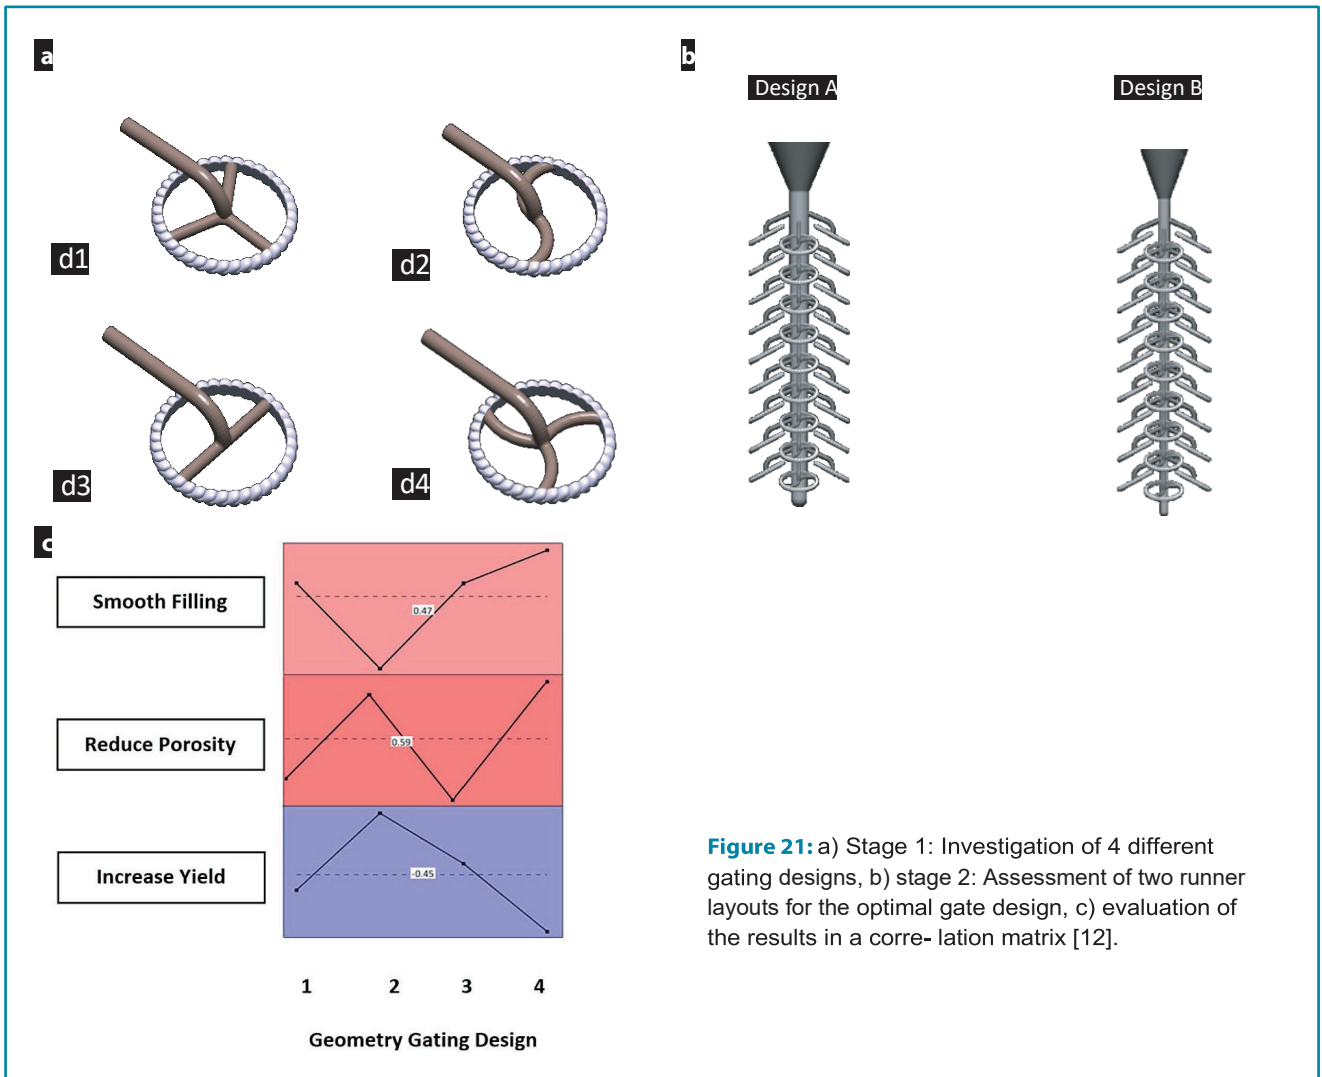 a
b
Design A
Design B
d1
d2
d3
d4
c
Smooth Filling
0.47
Reduce Porosity
0.59
Increase Yield
-0.45
1 2 3 4
Geometry Gating Design
Figure 21: a) Stage 1: Investigation of 4 different
gating designs, b) stage 2: Assessment of two runner
layouts for the optimal gate design, c) evaluation of
the results in a corre- lation matrix [12].